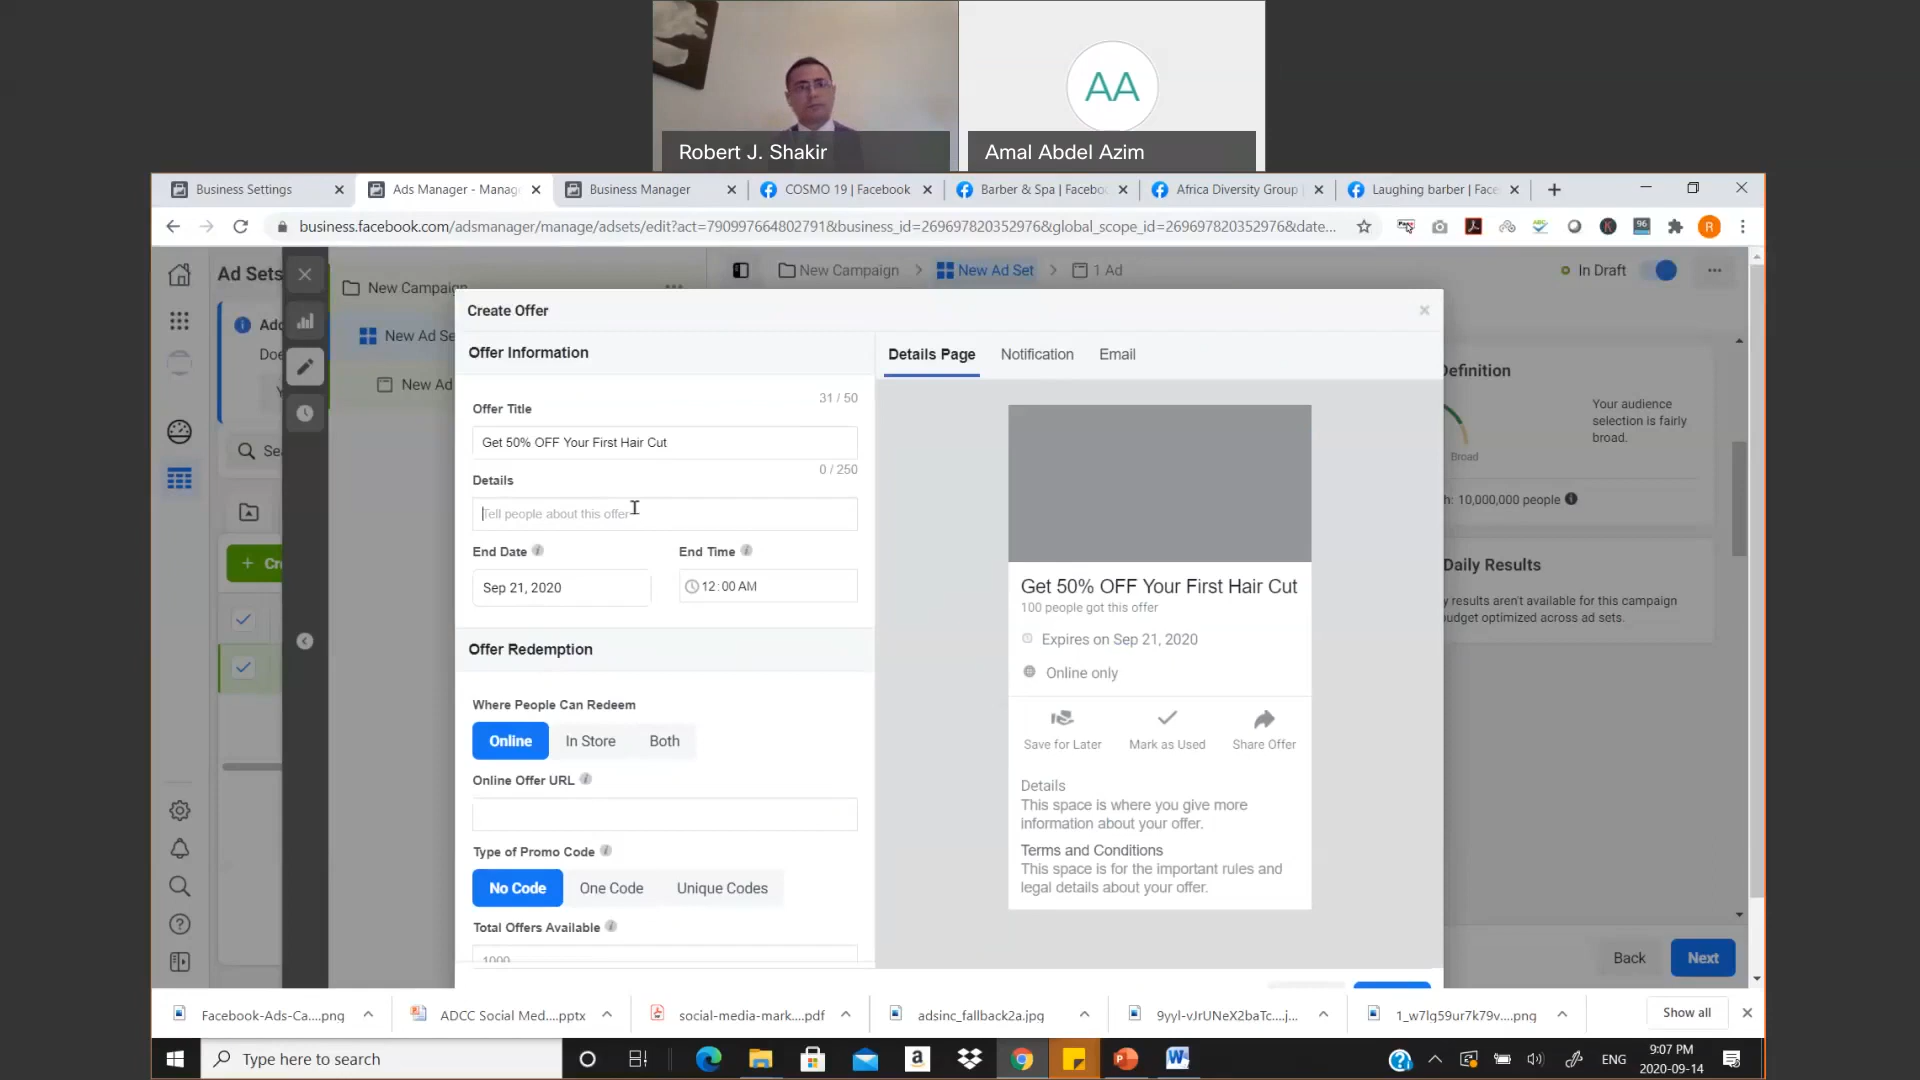 AA
Robert J. Shakir
Amal Abdel Azim
Business Settings
Ads Manager - Manag
Business Manager
COSMO 19 | Facebook
Barber & Spa | Facebo
Africa Diversity Group
Laughing barber | Face
business.facebook.com/adsmanager/manage/adsets/edit?act=790997664802791&business_id=269697820352976&global_scope_id=269697820352976&date...
96
R
Ad Sets
New Campaign
New Campaign
New Ad Set
1 Ad
In Draft
Create Offer
Add
Doe
New Ad Se
New Ad
Sea
Cre
Offer Information
Details Page
Notification
Email
31 / 50
Offer Title
Get 50% OFF Your First Hair Cut
0 / 250
Details
Tell people about this offer
End Date
End Time
Sep 21, 2020
12:00 AM
Offer Redemption
Where People Can Redeem
Online
In Store
Both
Online Offer URL
Type of Promo Code
No Code
One Code
Unique Codes
Total Offers Available
1000
Get 50% OFF Your First Hair Cut
100 people got this offer
Expires on Sep 21, 2020
Online only
Save for Later
Mark as Used
Share Offer
Details
This space is where you give more
information about your offer.
Terms and Conditions
This space is for the important rules and
legal details about your offer.
Definition
Your audience
selection is fairly
broad.
Broad
h: 10,000,000 people
Daily Results
y results aren't available for this campaign
udget optimized across ad sets.
Back
Next
Facebook-Ads-Ca....png
ADCC Social Med....pptx
social-media-mark....pdf
adsinc_fallback2a.jpg
9yyl-vJrUNeX2baTc....j...
1_w7lg59ur7k79v....png
Show all
Type here to search
ENG
9:07 PM
2020-09-14